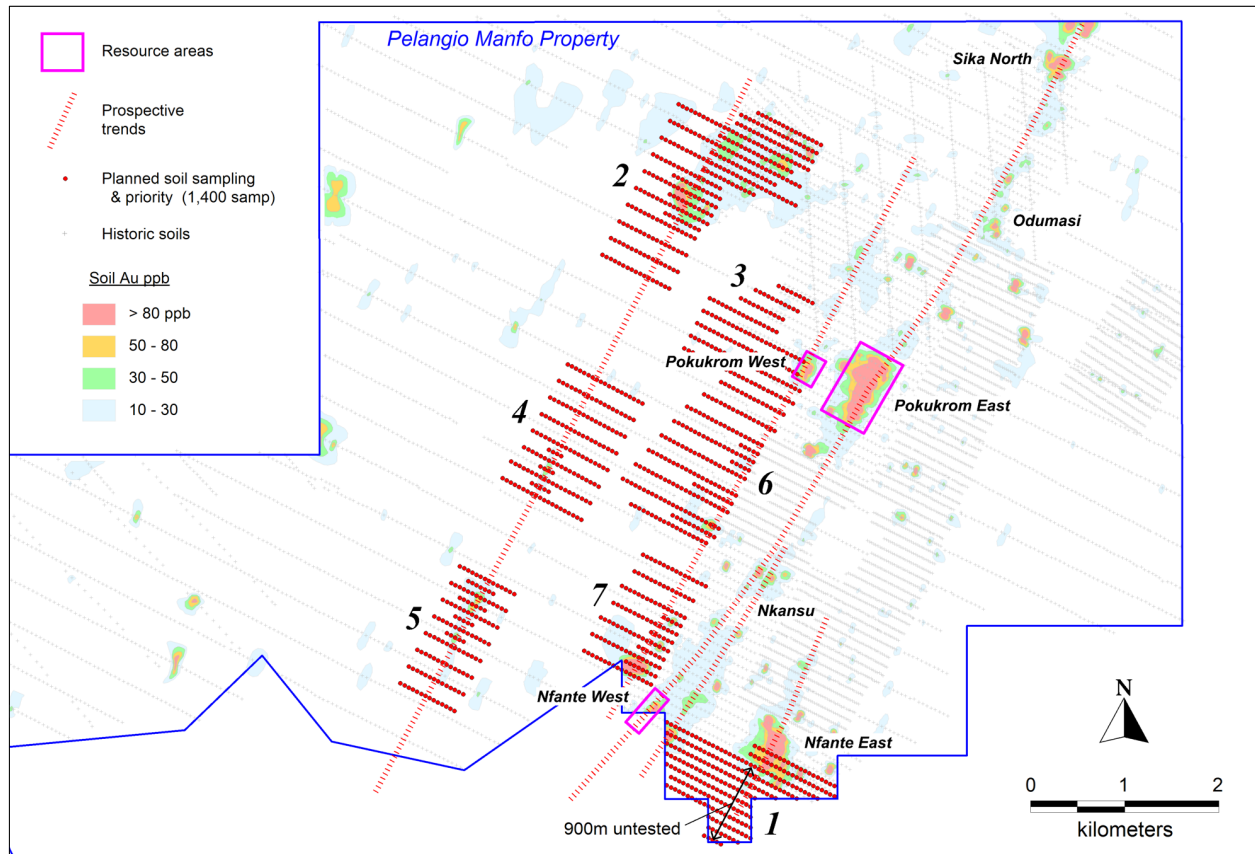 Pelangio Manfo Property
Resource areas
Prospective
trends
Planned soil sampling
& priority (1,400 samp)
Historic soils
Soil Au ppb
> 80 ppb
50 - 80
30 - 50
10 - 30
Sika North
2
Odumasi
3
Pokukrom West
Pokukrom East
4
6
7
5
Nkansu
Nfante West
Nfante East
900m untested
1
N
0 1 2
kilometers